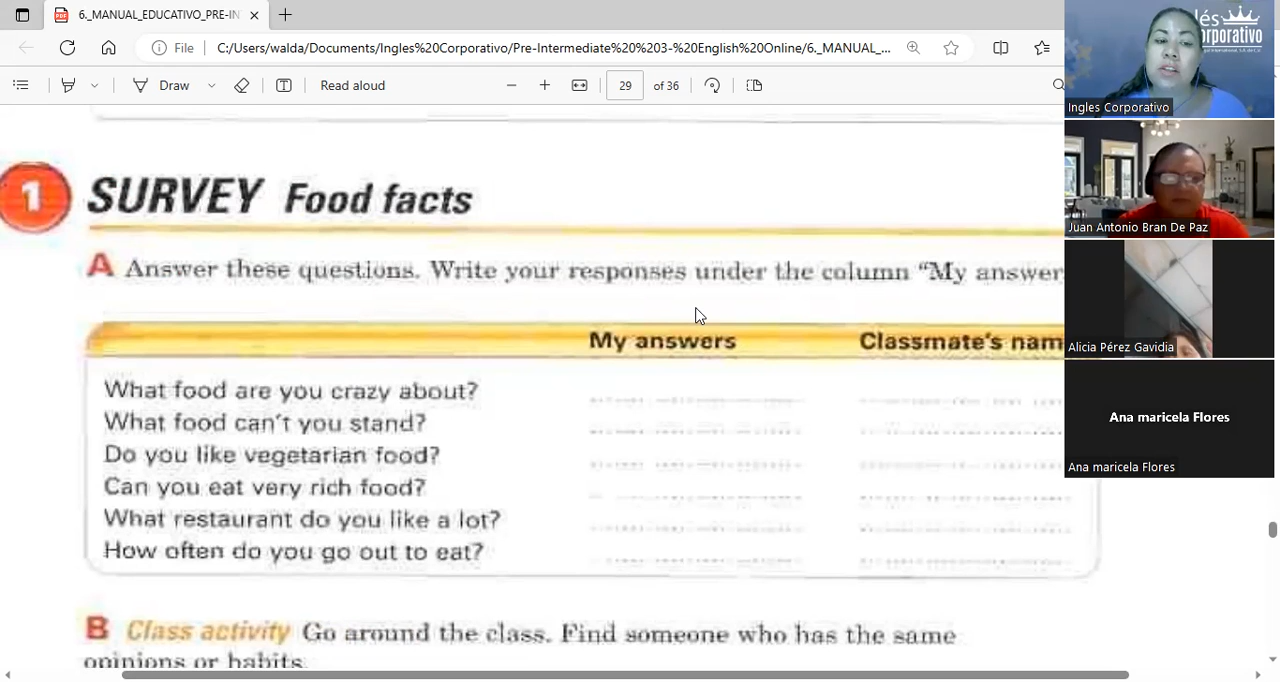 6._MANUAL_EDUCATIVO_PRE-IN
File
C:/Users/walda/Documents/Ingles%20Corporativo/Pre-Intermediate%20%203-%20English%20Online/6._MANUAL_...
Draw
Read aloud
29
of 36
1
SURVEY Food facts
A Answer these questions. Write your responses under the column “My answer
My answers
Classmate's nam
What food are you crazy about?
What food can't you stand?
Do you like vegetarian food?
Can you eat very rich food?
What restaurant do you like a lot?
How often do you go out to eat?
B Class activity Go around the class. Find someone who has the same
opinions or habits.
Ingles Corporativo
Juan Antonio Bran De Paz
Alicia Pérez Gavidia
Ana maricela Flores
Ana maricela Flores